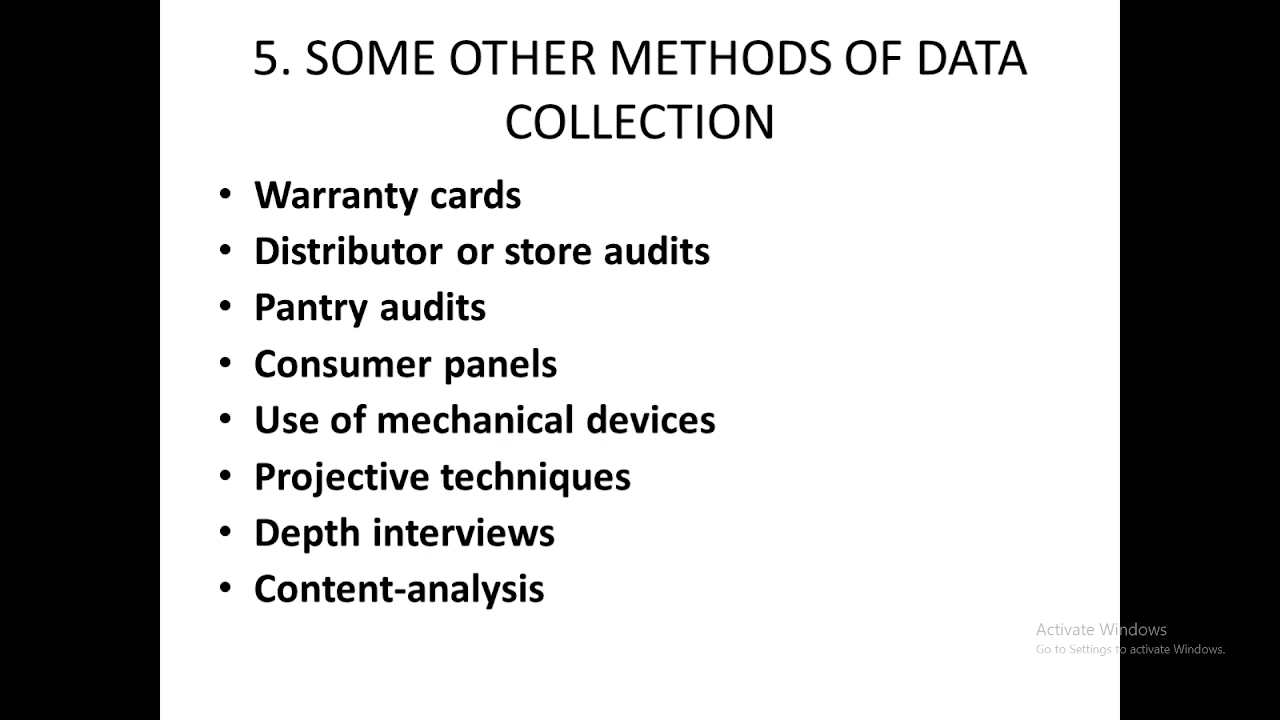 5. SOME OTHER METHODS OF DATA
COLLECTION
• Warranty cards
• Distributor or store audits
• Pantry audits
• Consumer panels
• Use of mechanical devices
• Projective techniques
• Depth interviews
• Content-analysis
Activate Windows
Go to Settings to activate Windows.